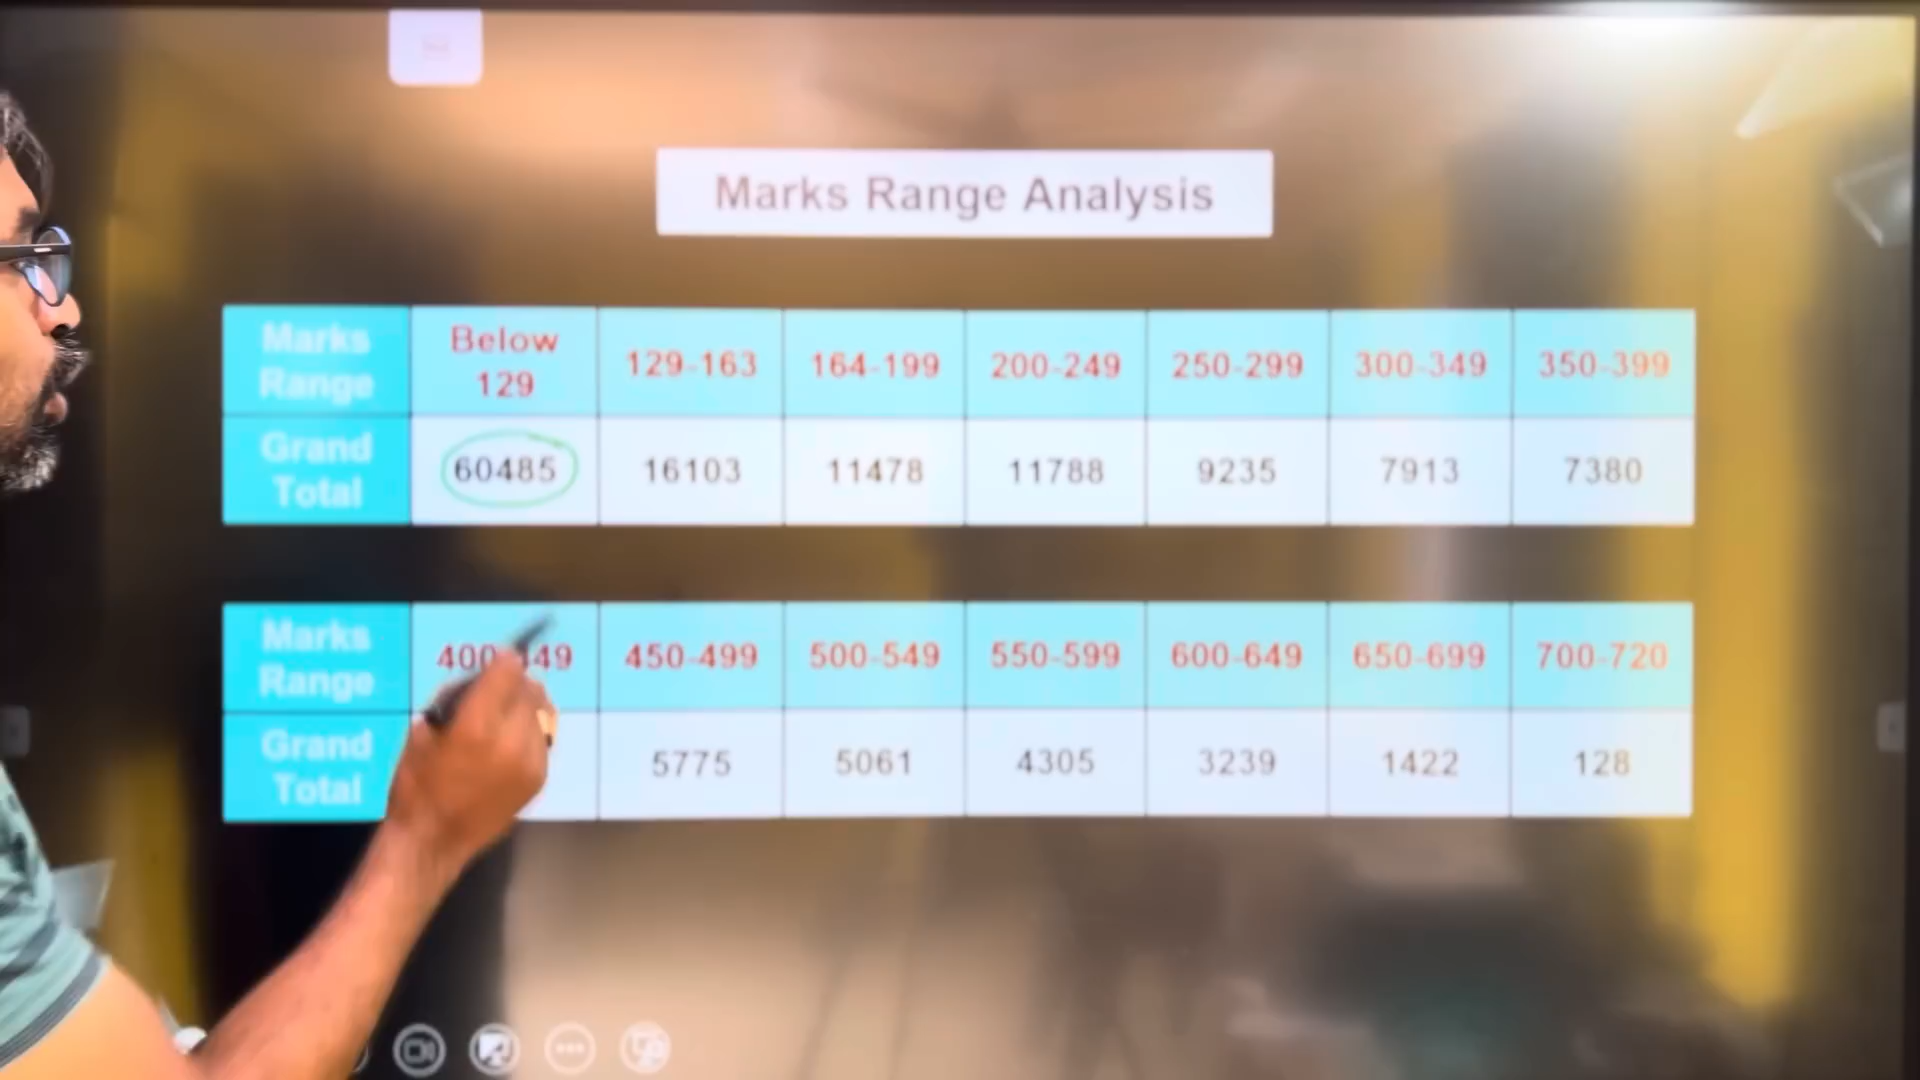 Marks Range Analysis
Marks Range Below 129 129-163 164-199 200-249 250-299 300-349 350-399
Grand Total 60485 16103 11478 11788 9235 7913 7380
Marks Range 450-499 500-549 550-599 600-649 650-699 700-720
Grand Total 5775 5061 4305 3239 1422 128